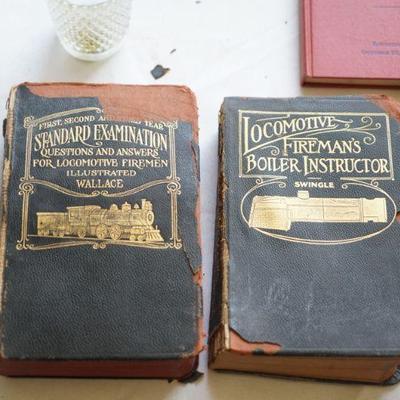 FIRST, SECOND AND THIRD YEAR
STANDARD EXAMINATION
QUESTIONS AND ANSWERS
FOR LOCOMOTIVE FIREMEN
ILLUSTRATED
WALLACE
LOCOMOTIVE
FIREMAN'S
BOILER INSTRUCTOR
SWINGLE